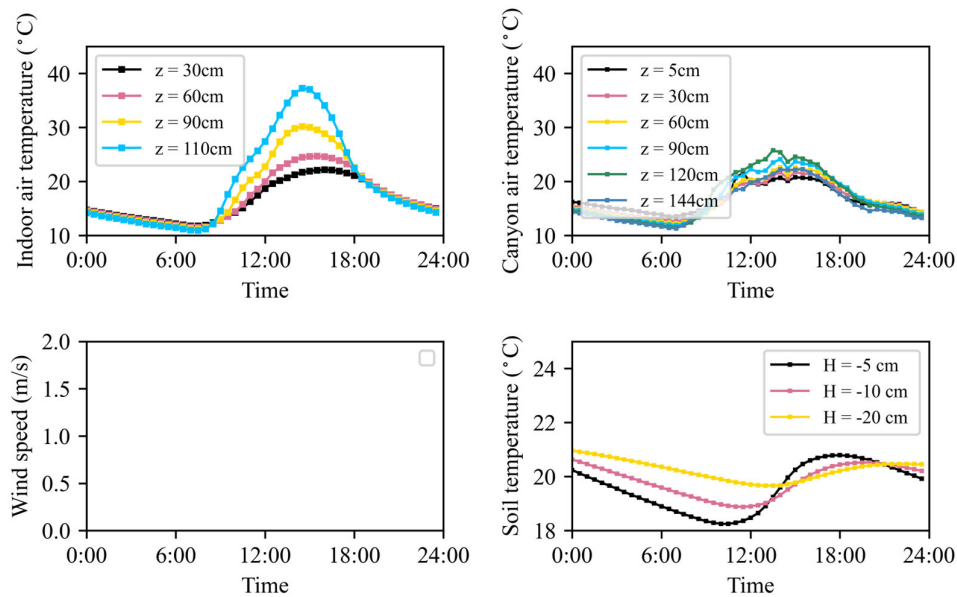 Indoor air temperature (°C)
40
30
20
10
z = 30cm
z = 60cm
z = 90cm
z = 110cm
0:00 6:00 12:00 18:00 24:00
Time
Canyon air temperature (°C)
40
30
20
10
z = 5cm
z = 30cm
z = 60cm
z = 90cm
z = 120cm
z = 144cm
0:00 6:00 12:00 18:00 24:00
Time
Wind speed (m/s)
2.0
1.5
1.0
0.5
0.0
0:00 6:00 12:00 18:00 24:00
Time
Soil temperature (°C)
24
22
20
18
H = -5 cm
H = -10 cm
H = -20 cm
0:00 6:00 12:00 18:00 24:00
Time